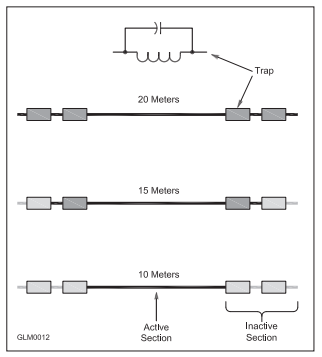 Trap
20 Meters
15 Meters
10 Meters
GLM0012
Active
Section
Inactive
Section